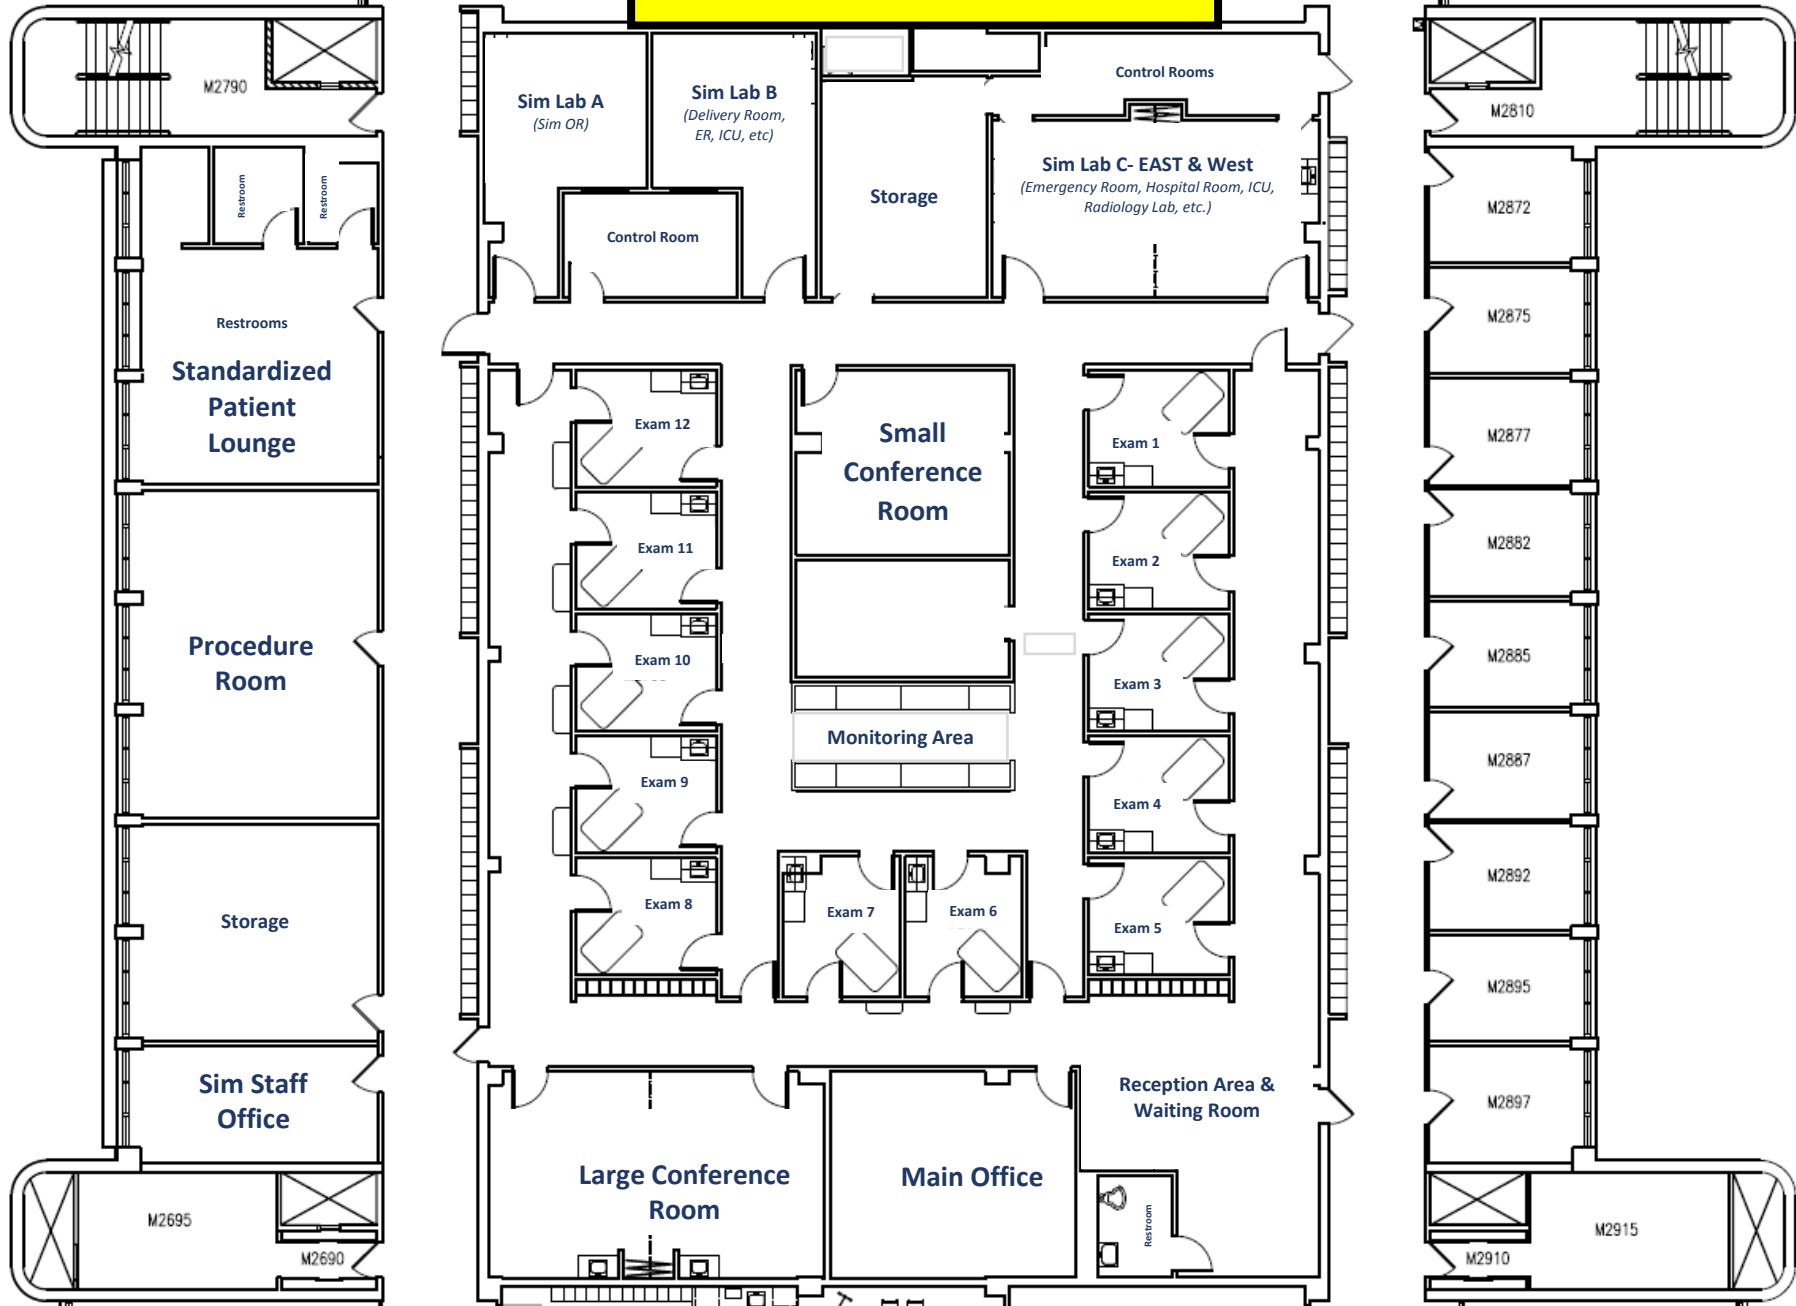 M2790
Sim Lab A
(Sim OR)
Sim Lab B
(Delivery Room,
ER, ICU, etc)
Control Rooms
M2810
Restroom
Restroom
Storage
Sim Lab C- EAST & West
(Emergency Room, Hospital Room, ICU,
Radiology Lab, etc.)
M2872
Control Room
Restrooms
M2875
Standardized
Patient
Lounge
Exam 12
Small
Conference
Room
Exam 1
M2877
Exam 11
Exam 2
M2882
Procedure
Room
Exam 10
Exam 3
M2885
Monitoring Area
Exam 9
Exam 4
M2887
Storage
Exam 8
Exam 7
Exam 6
Exam 5
M2892
M2895
Sim Staff
Office
Reception Area &
Waiting Room
M2897
Large Conference
Room
Main Office
Restroom
M2695
M2690
M2910
M2915